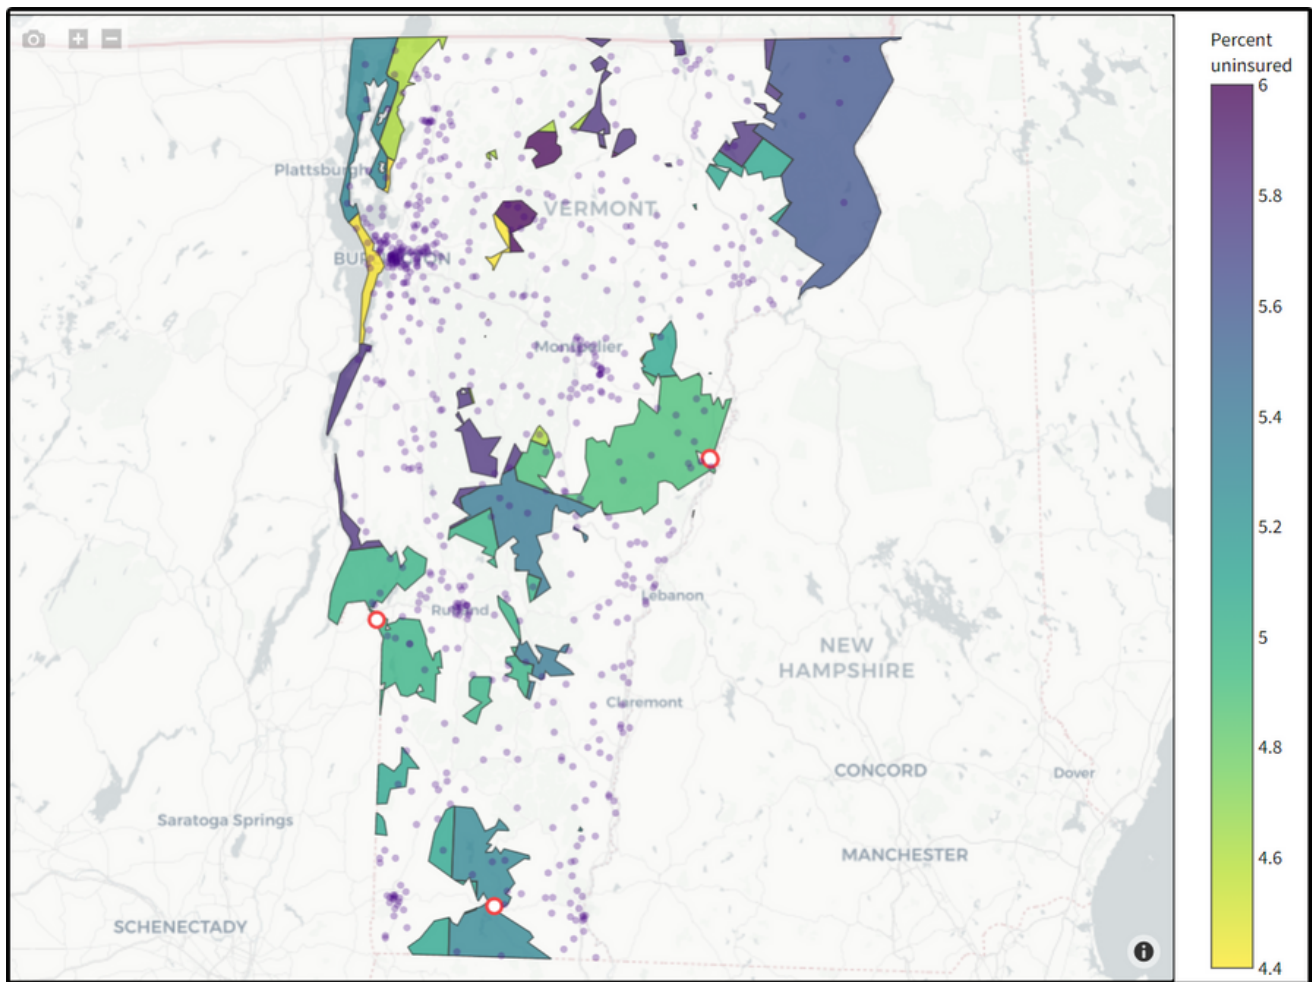 Percent
uninsured
6
5.8
5.6
5.4
5.2
5
4.8
4.6
4.4
Plattsburgh
VERMONT
Montpelier
Rutland
Lebanon
NEW
HAMPSHIRE
Claremont
CONCORD
Dover
Saratoga Springs
MANCHESTER
SCHENECTADY
i